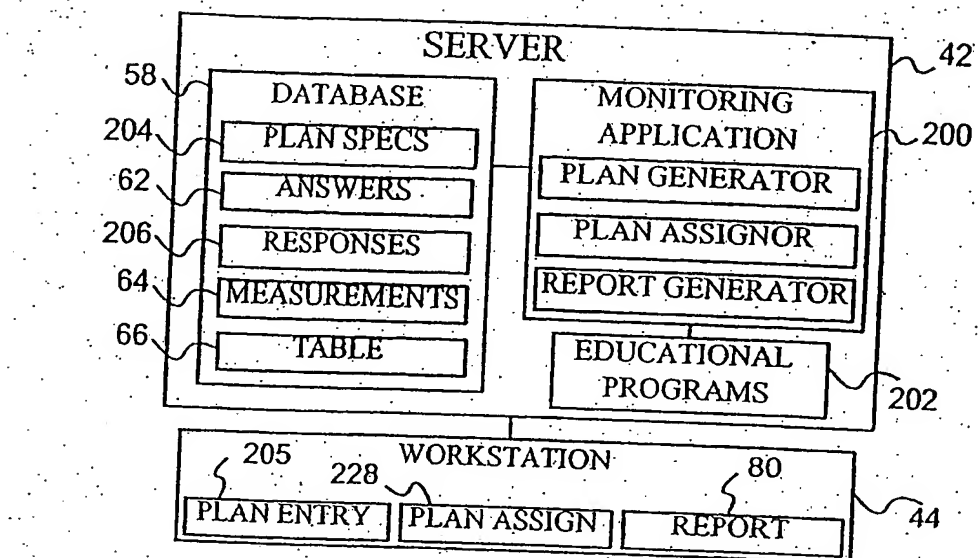 SERVER
42
58
DATABASE
204
PLAN SPECS
62
ANSWERS
206
RESPONSES
64
MEASUREMENTS
66
TABLE
MONITORING
APPLICATION
200
PLAN GENERATOR
PLAN ASSIGNOR
REPORT GENERATOR
EDUCATIONAL
PROGRAMS
202
WORKSTATION
205
228
80
PLAN ENTRY
PLAN ASSIGN
REPORT
44